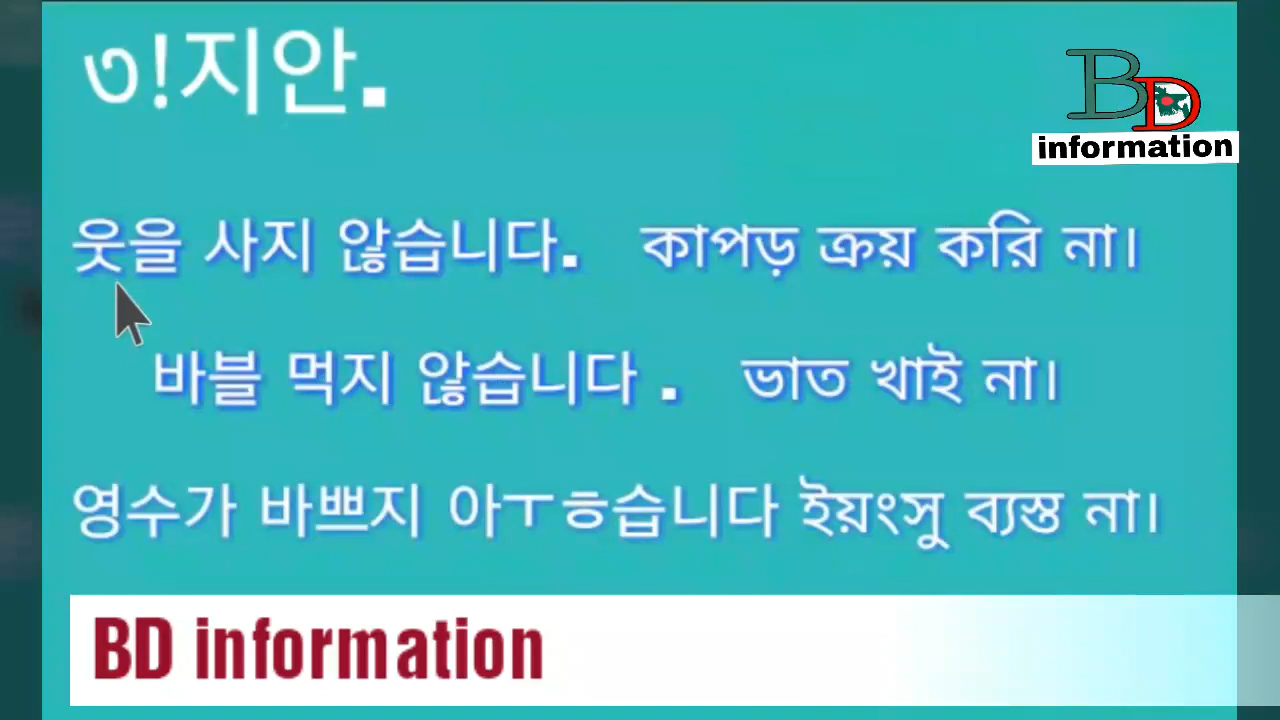 ৩!지안.
BD
information
웃을 사지 않습니다. কাপড় ক্রয় করি না।
바블 먹지 않습니다 . ভাত খাই না।
영수가 바쁘지 아ㅜㅎ습니다 ইয়ংসু ব্যস্ত না।
BD information